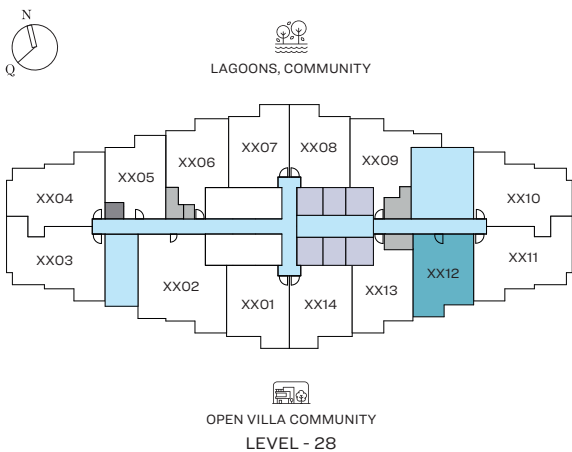 N
Q
LAGOONS, COMMUNITY
XX07 XX08
XX06 XX09
XX05
XX04 XX10
XX03 XX11
XX12
XX02 XX13
XX01 XX14
OPEN VILLA COMMUNITY
LEVEL - 28